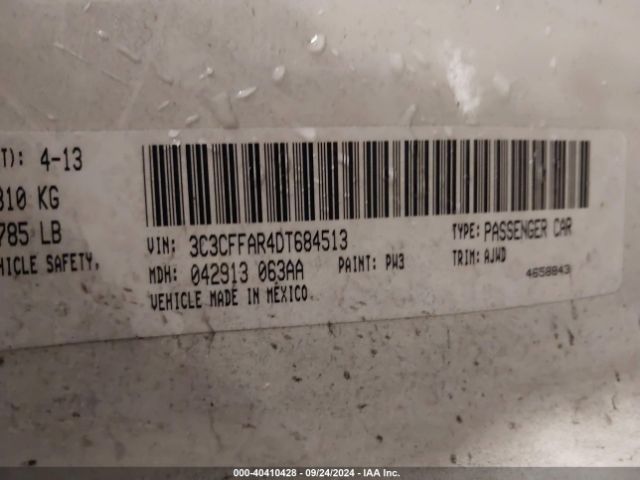 T): 4-13
810 KG
785 LB
HICLE SAFETY,
VIN: 3C3CFFAR4DT684513
TYPE: PASSENGER CAR
MDH: 042913 063AA
PAINT: PW3
TRIM: AJWD
VEHICLE MADE IN MÉXICO.
4658843
000-40410428 - 09/24/2024 - IAA Inc.